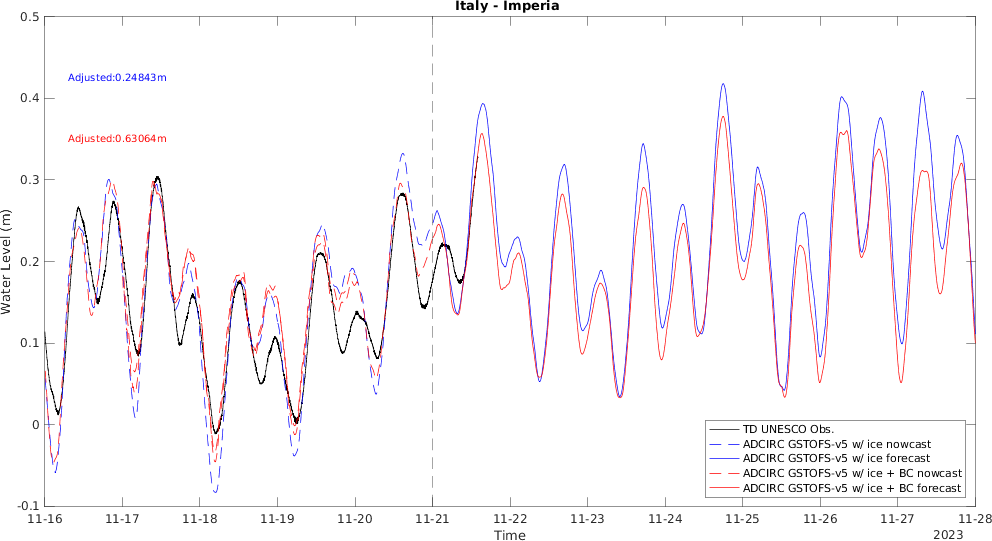 Italy - Imperia
0.5
Adjusted:0.24843m
0.4
Adjusted:0.63064m
0.3
0.2
0.1
0
-0.1
Water Level (m)
TD UNESCO Obs.
ADCIRC GSTOFS-v5 w/ ice nowcast
ADCIRC GSTOFS-v5 w/ ice forecast
ADCIRC GSTOFS-v5 w/ ice + BC nowcast
ADCIRC GSTOFS-v5 w/ ice + BC forecast
11-16 11-17 11-18 11-19 11-20 11-21 11-22 11-23 11-24 11-25 11-26 11-27 11-28
Time
2023